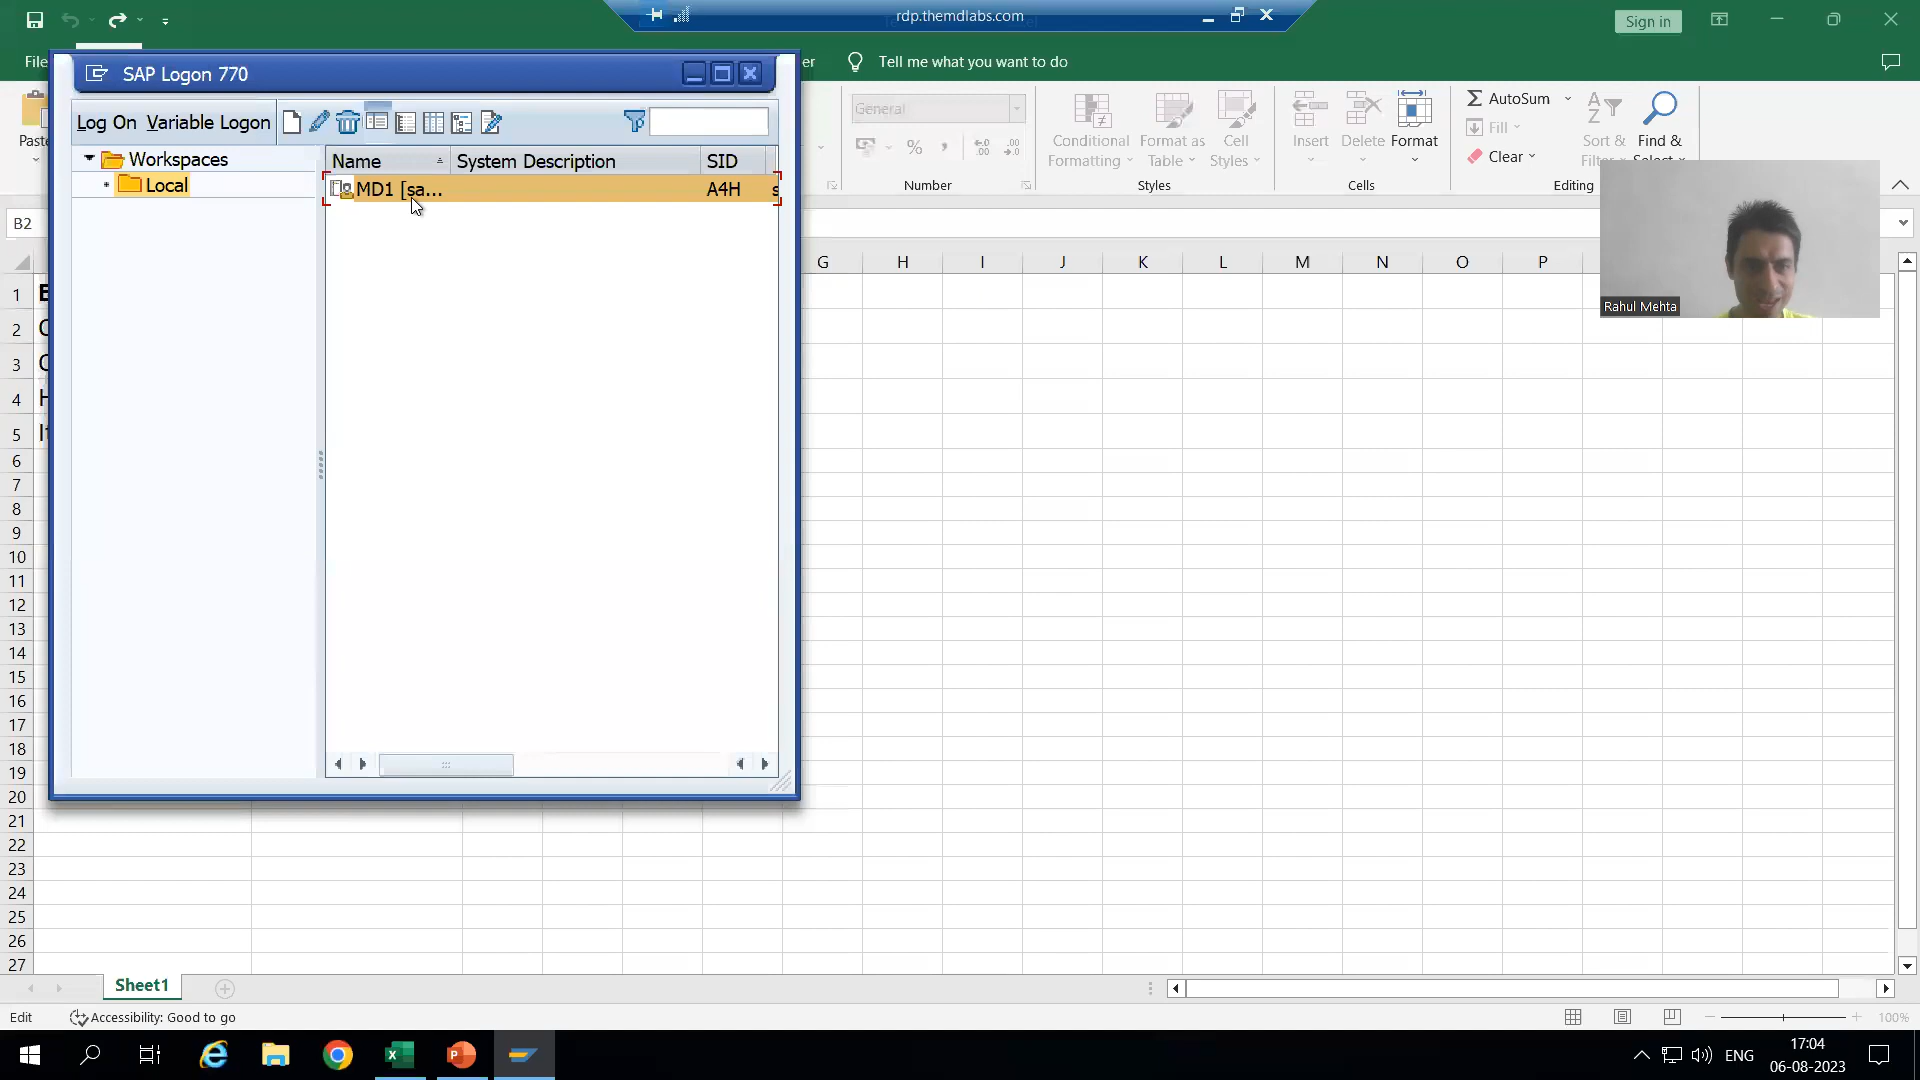 rdp.themdlabs.com
Sign in
File
er
Tell me what you want to do
SAP Logon 770
Log On Variable Logon
Workspaces
Local
Name System Description SID
MD1 [sa... A4H s
Paste
General
Conditional Formatting
Format as Table
Cell Styles
Insert Delete Format
AutoSum
Fill
Clear
Sort &
Find & Select
Number Styles Cells Editing
Rahul Mehta
B2
G H I J K L M N O P
1
2
3
4
5
6
7
8
9
10
11
12
13
14
15
16
17
18
19
20
21
22
23
24
25
26
27
Sheet1
Edit Accessibility: Good to go 100%
ENG
17:04
06-08-2023